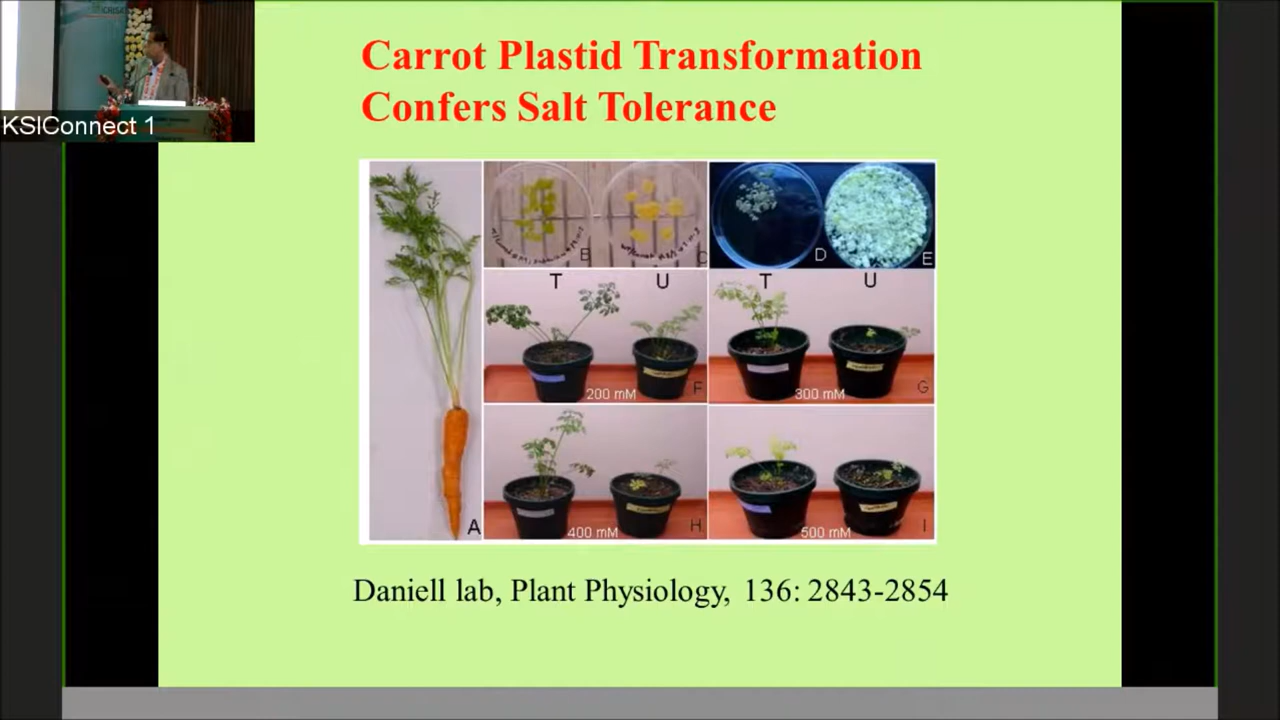 KSIConnect 1
Carrot Plastid Transformation
Confers Salt Tolerance
B
C
D
E
T
U
T
U
200 mM
F
300 mM
G
A
400 mM
H
500 mM
I
Daniell lab, Plant Physiology, 136: 2843-2854